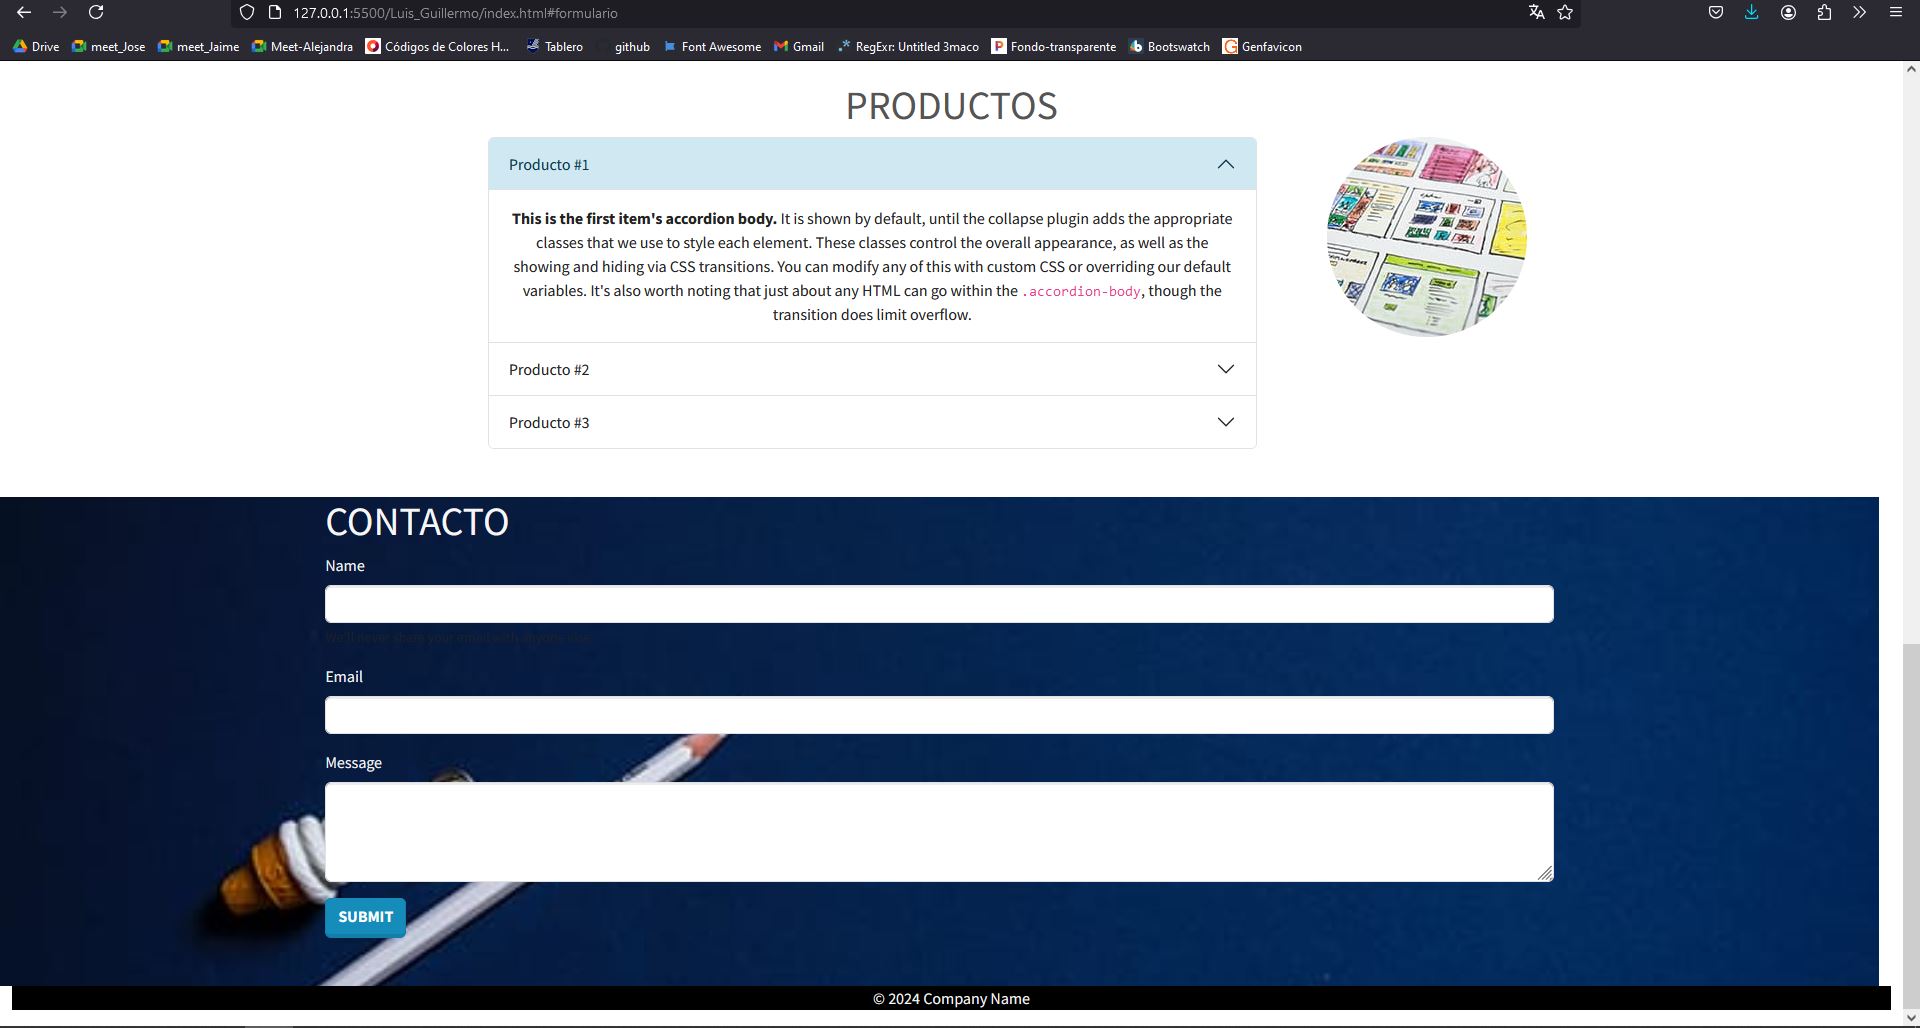 127.0.0.1:5500/Luis_Guillermo/index.html#formulario
Drive meet_Jose meet_Jaime Meet-Alejandra Códigos de Colores H... Tablero github Font Awesome Gmail RegExr: Untitled 3maco Fondo-transparente Bootswatch Genfavicon
PRODUCTOS
Producto #1
This is the first item's accordion body. It is shown by default, until the collapse plugin adds the appropriate
classes that we use to style each element. These classes control the overall appearance, as well as the
showing and hiding via CSS transitions. You can modify any of this with custom CSS or overriding our default
variables. It's also worth noting that just about any HTML can go within the .accordion-body, though the
transition does limit overflow.
Producto #2
Producto #3
CONTACTO
Name
We'll never share your email with anyone else.
Email
Message
SUBMIT
© 2024 Company Name